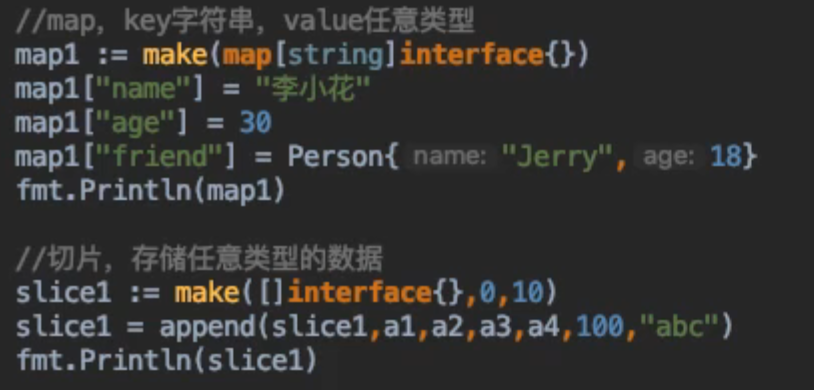 //map，key字符串，value任意类型
map1 := make(map[string]interface{})
map1["name"] = "李小花"
map1["age"] = 30
map1["friend"] = Person{ name: "Jerry", age: 18}
fmt.Println(map1)
//切片，存储任意类型的数据
slice1 := make([]interface{},0,10)
slice1 = append(slice1,a1,a2,a3,a4,100,"abc")
fmt.Println(slice1)